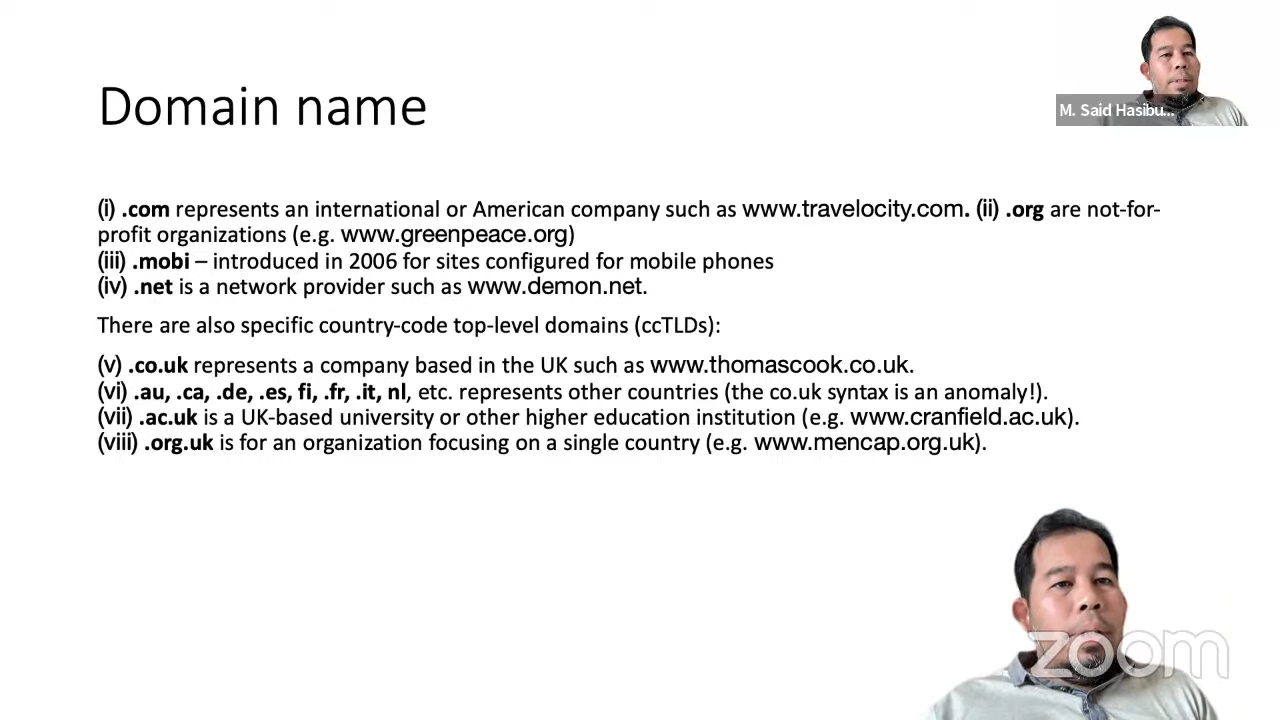 Domain name
M. Said Hasibu...
(i) .com represents an international or American company such as www.travelocity.com. (ii) .org are not-for-
profit organizations (e.g. www.greenpeace.org)
(iii) .mobi – introduced in 2006 for sites configured for mobile phones
(iv) .net is a network provider such as www.demon.net.
There are also specific country-code top-level domains (ccTLDs):
(v) .co.uk represents a company based in the UK such as www.thomascook.co.uk.
(vi) .au, .ca, .de, .es, fi, .fr, .it, nl, etc. represents other countries (the co.uk syntax is an anomaly!).
(vii) .ac.uk is a UK-based university or other higher education institution (e.g. www.cranfield.ac.uk).
(viii) .org.uk is for an organization focusing on a single country (e.g. www.mencap.org.uk).
zoom